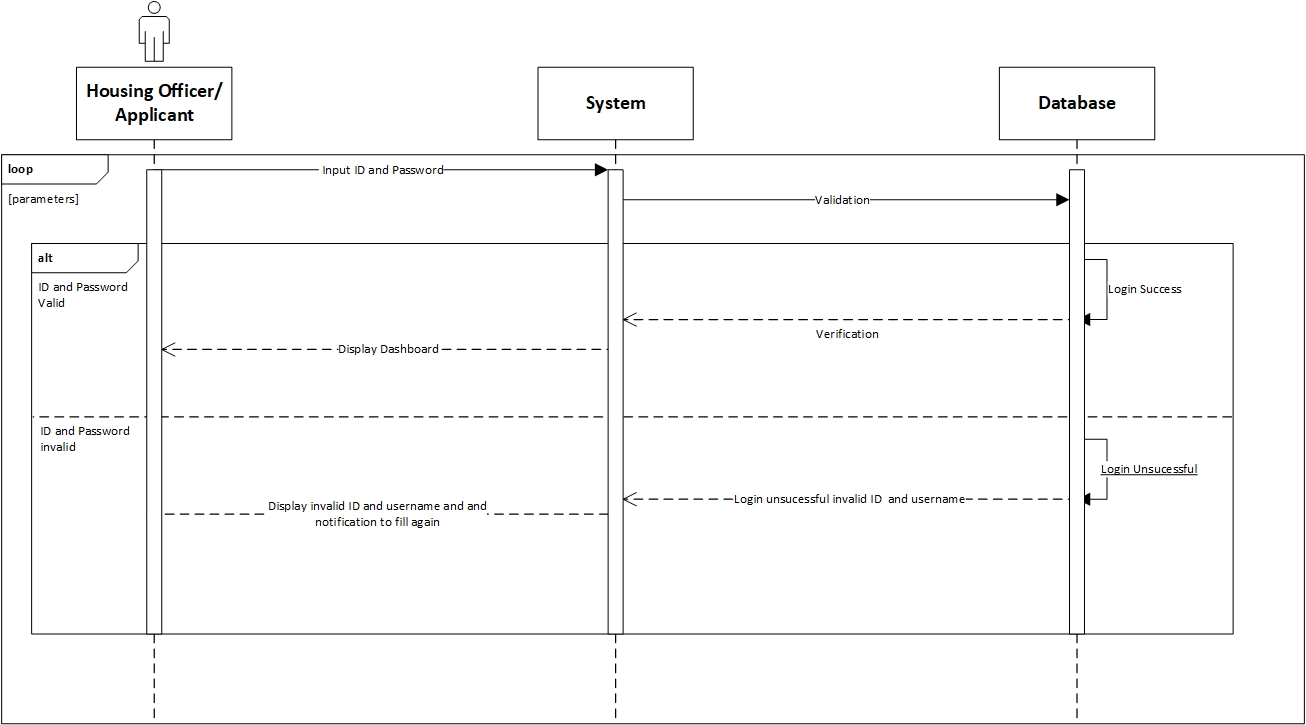 Housing Officer/
Applicant
System
Database
loop
Input ID and Password
[parameters]
Validation
alt
ID and Password
Valid
Login Success
Verification
Display Dashboard
ID and Password
invalid
Login Unsucessful
Login unsucessful invalid ID and username
Display invalid ID and username and and
notification to fill again